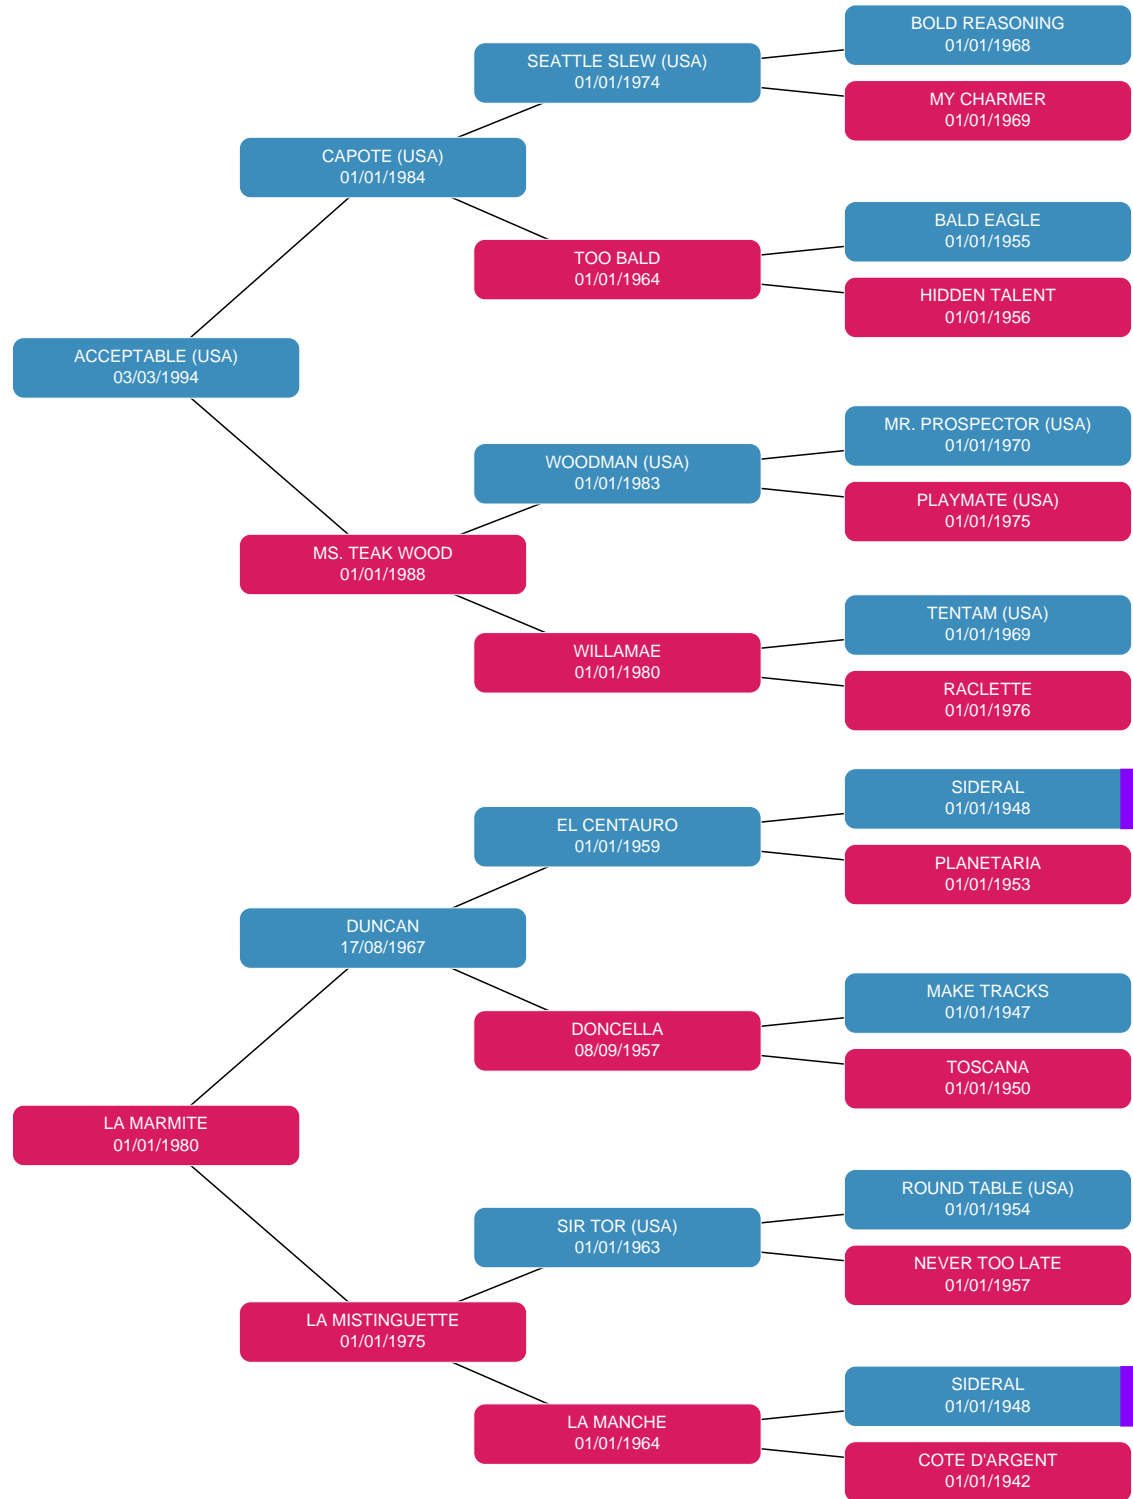 BOLD REASONING
01/01/1968
SEATTLE SLEW (USA)
01/01/1974
MY CHARMER
01/01/1969
CAPOTE (USA)
01/01/1984
BALD EAGLE
01/01/1955
TOO BALD
01/01/1964
HIDDEN TALENT
01/01/1956
ACCEPTABLE (USA)
03/03/1994
MR. PROSPECTOR (USA)
01/01/1970
WOODMAN (USA)
01/01/1983
PLAYMATE (USA)
01/01/1975
MS. TEAK WOOD
01/01/1988
TENTAM (USA)
01/01/1969
WILLAMAE
01/01/1980
RACLETTE
01/01/1976
SIDERAL
01/01/1948
EL CENTAURO
01/01/1959
PLANETARIA
01/01/1953
DUNCAN
17/08/1967
MAKE TRACKS
01/01/1947
DONCELLA
08/09/1957
TOSCANA
01/01/1950
LA MARMITE
01/01/1980
ROUND TABLE (USA)
01/01/1954
SIR TOR (USA)
01/01/1963
NEVER TOO LATE
01/01/1957
LA MISTINGUETTE
01/01/1975
SIDERAL
01/01/1948
LA MANCHE
01/01/1964
COTE D'ARGENT
01/01/1942